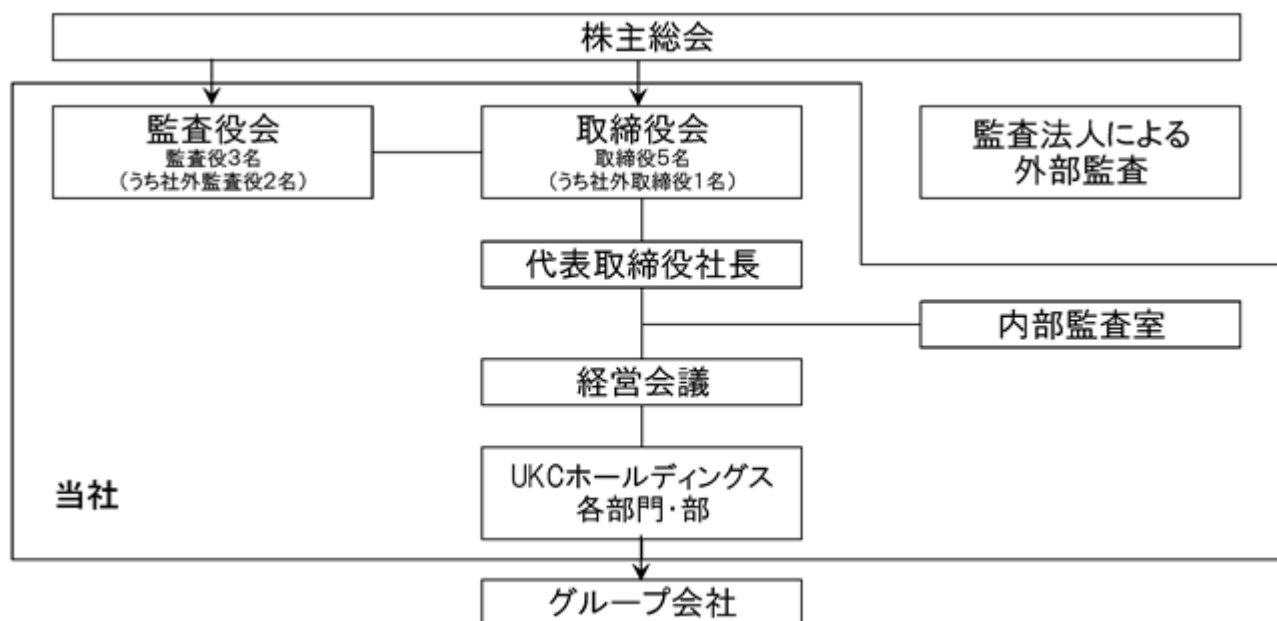 株主総会
監査役会
監査役3名
(うち社外監査役2名)
取締役会
取締役5名
(うち社外取締役1名)
監査法人による
外部監査
代表取締役社長
内部監査室
経営会議
UKCホールディングス
各部門・部
当社
グループ会社